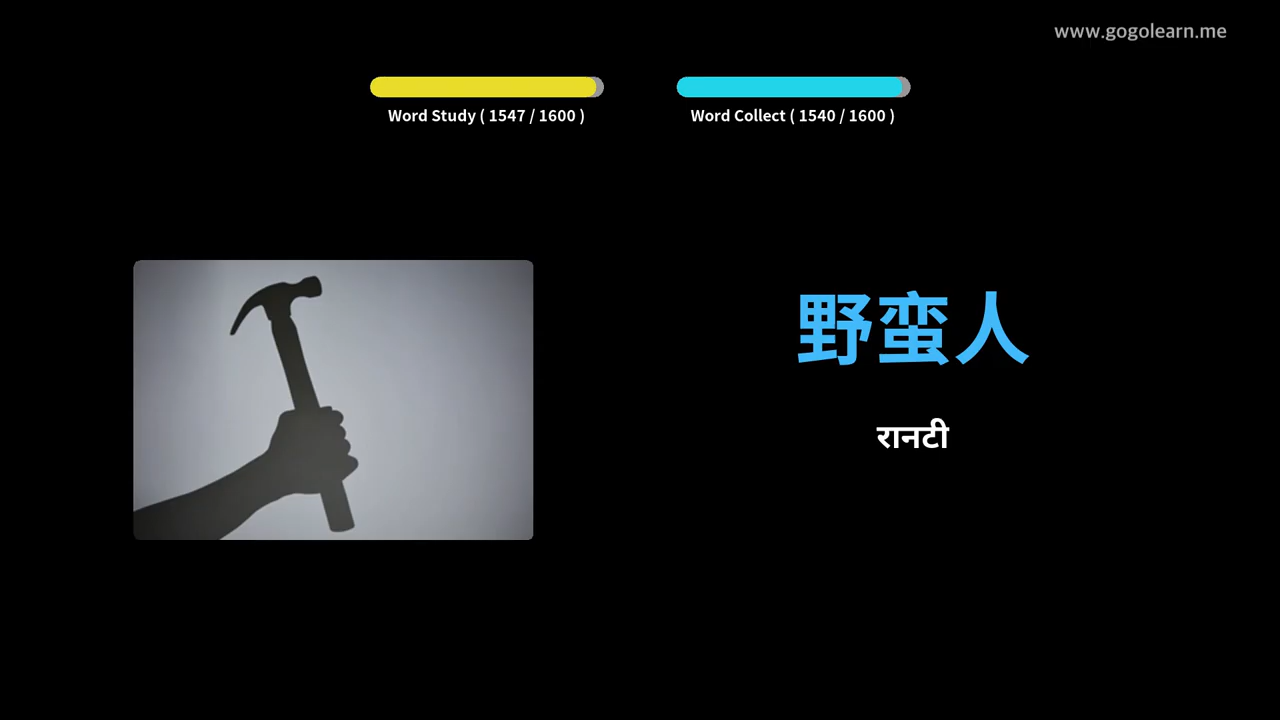 www.gogolearn.me
Word Study ( 1547 / 1600 )
Word Collect ( 1540 / 1600 )
野蛮人
रानटी